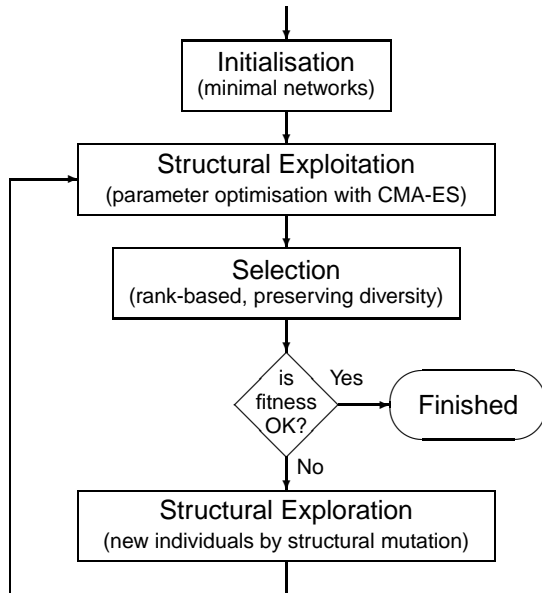 Initialisation
(minimal networks)
Structural Exploitation
(parameter optimisation with CMA-ES)
Selection
(rank-based, preserving diversity)
is
fitness
OK?
Yes
Finished
No
Structural Exploration
(new individuals by structural mutation)